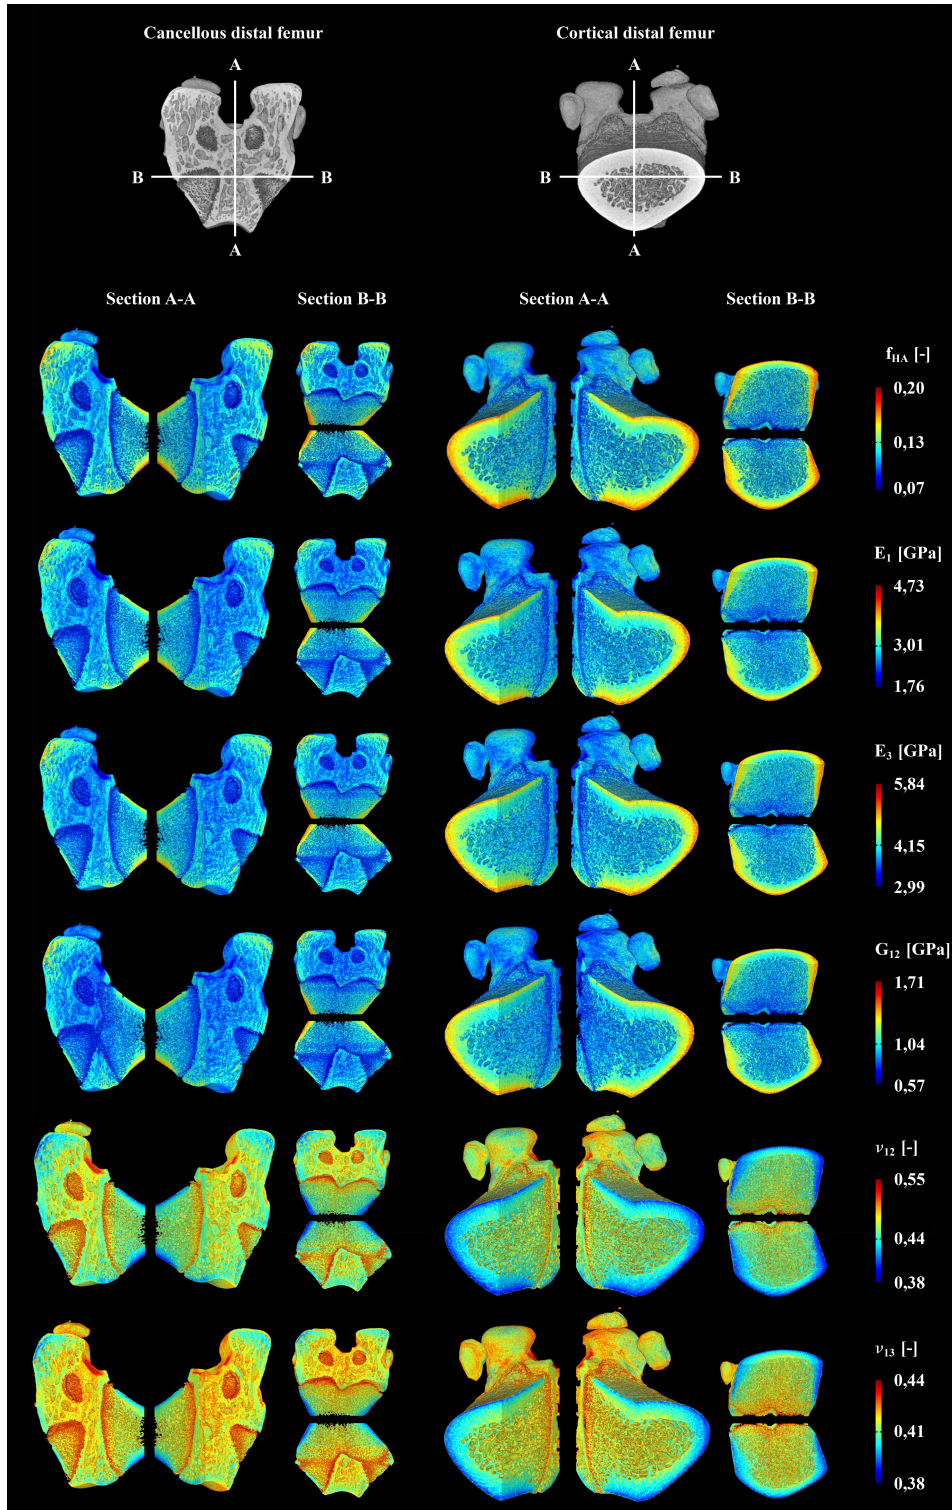 Cancellous distal femur
Cortical distal femur
A
A
B
B
B
B
A
A
Section A-A
Section B-B
Section A-A
Section B-B
f_HA [-]
0,20
0,13
0,07
E_1 [GPa]
4,73
3,01
1,76
E_3 [GPa]
5,84
4,15
2,99
G_12 [GPa]
1,71
1,04
0,57
ν_12 [-]
0,55
0,44
0,38
ν_13 [-]
0,44
0,41
0,38